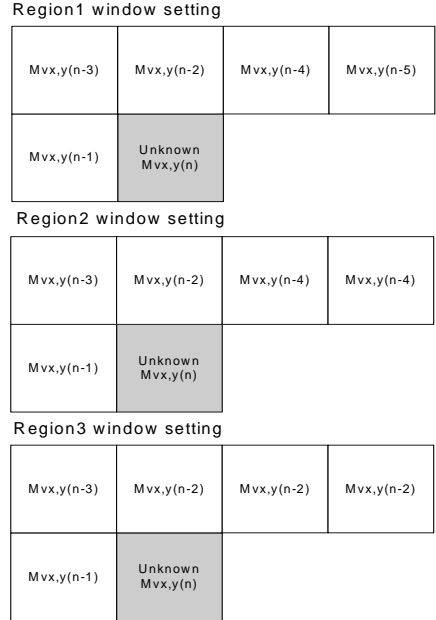 Region1 window setting
Mvx,y(n-3) Mvx,y(n-2) Mvx,y(n-4) Mvx,y(n-5)
Mvx,y(n-1) Unknown
Mvx,y(n)
Region2 window setting
Mvx,y(n-3) Mvx,y(n-2) Mvx,y(n-4) Mvx,y(n-4)
Mvx,y(n-1) Unknown
Mvx,y(n)
Region3 window setting
Mvx,y(n-3) Mvx,y(n-2) Mvx,y(n-2) Mvx,y(n-2)
Mvx,y(n-1) Unknown
Mvx,y(n)